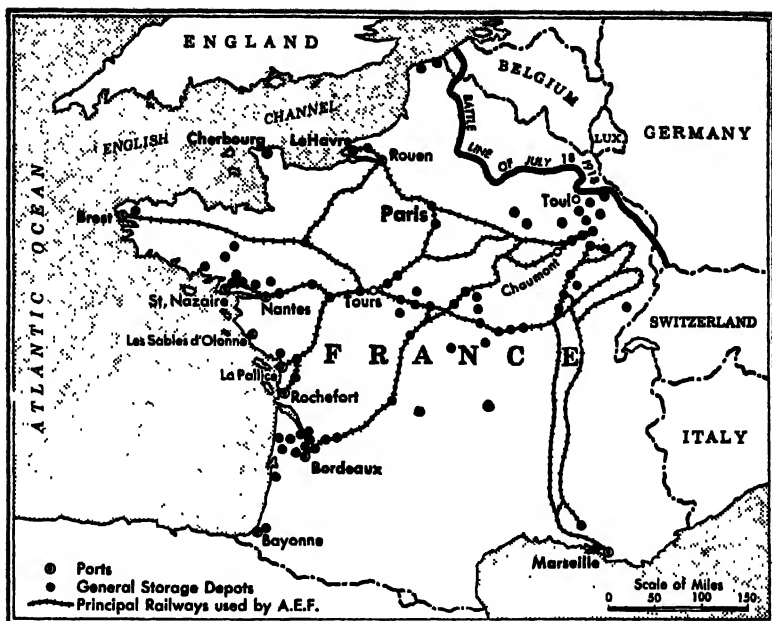 ENGLAND
BELGIUM
CHANNEL
ENGLISH
BATTLE LINE OF JULY 18 1918
LUX.
GERMANY
Cherbourg
LeHavre
Rouen
Toul
Brest
Paris
ATLANTIC OCEAN
Chaumont
St. Nazaire
Nantes
Tours
SWITZERLAND
Les Sables d'Olonne
FRANCE
La Pallice
Rochefort
ITALY
Bordeaux
Bayonne
Marseille
Ports
General Storage Depots
Principal Railways used by A.E.F.
Scale of Miles
0 50 100 150